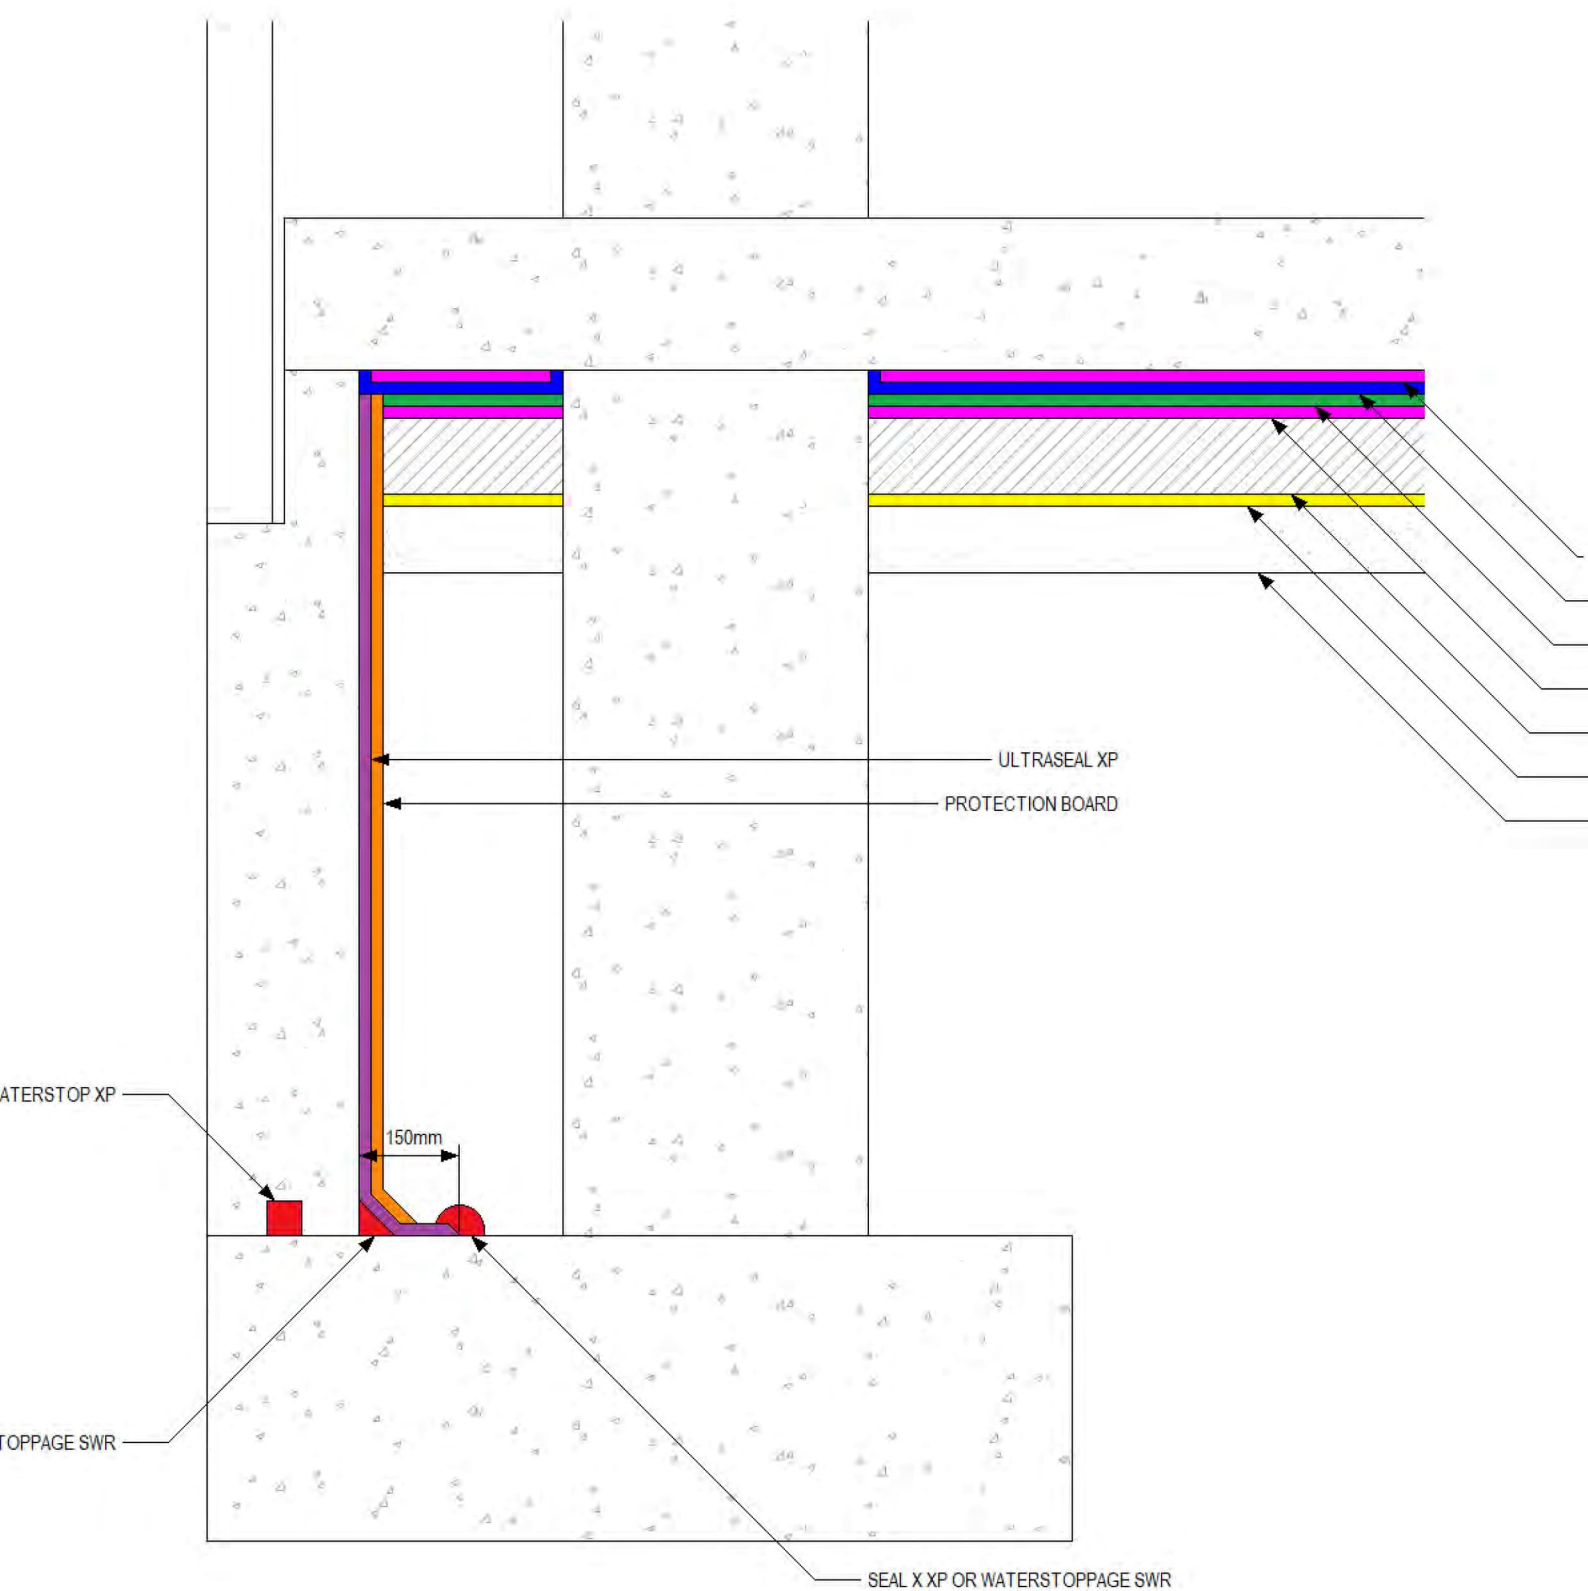 ULTRASEAL XP
PROTECTION BOARD
ATERSTOP XP
150mm
TOPPAGE SWR
SEAL X XP OR WATERSTOPPAGE SWR